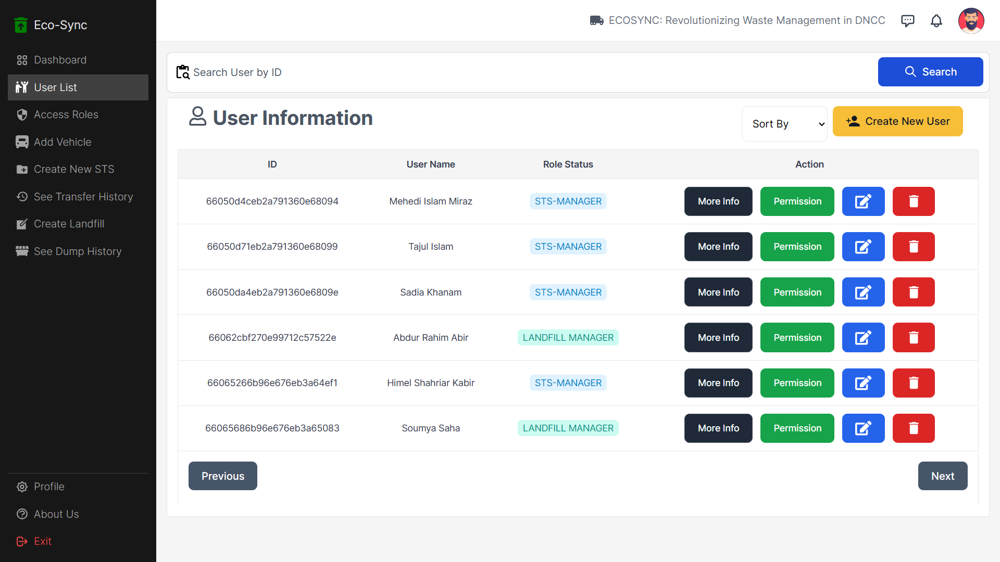 Eco-Sync
Dashboard
User List
Access Roles
Add Vehicle
Create New STS
See Transfer History
Create Landfill
See Dump History
Profile
About Us
Exit
ECOSYNC: Revolutionizing Waste Management in DNCC
Search User by ID
Search
User Information
Sort By
Create New User
ID User Name Role Status Action
66050d4ceb2a791360e68094 Mehedi Islam Miraz STS-MANAGER More Info Permission
66050d71eb2a791360e68099 Tajul Islam STS-MANAGER More Info Permission
66050da4eb2a791360e6809e Sadia Khanam STS-MANAGER More Info Permission
66062cbf270e99712c57522e Abdur Rahim Abir LANDFILL MANAGER More Info Permission
66065266b96e676eb3a64ef1 Himel Shahriar Kabir STS-MANAGER More Info Permission
66065686b96e676eb3a65083 Soumya Saha LANDFILL MANAGER More Info Permission
Previous
Next